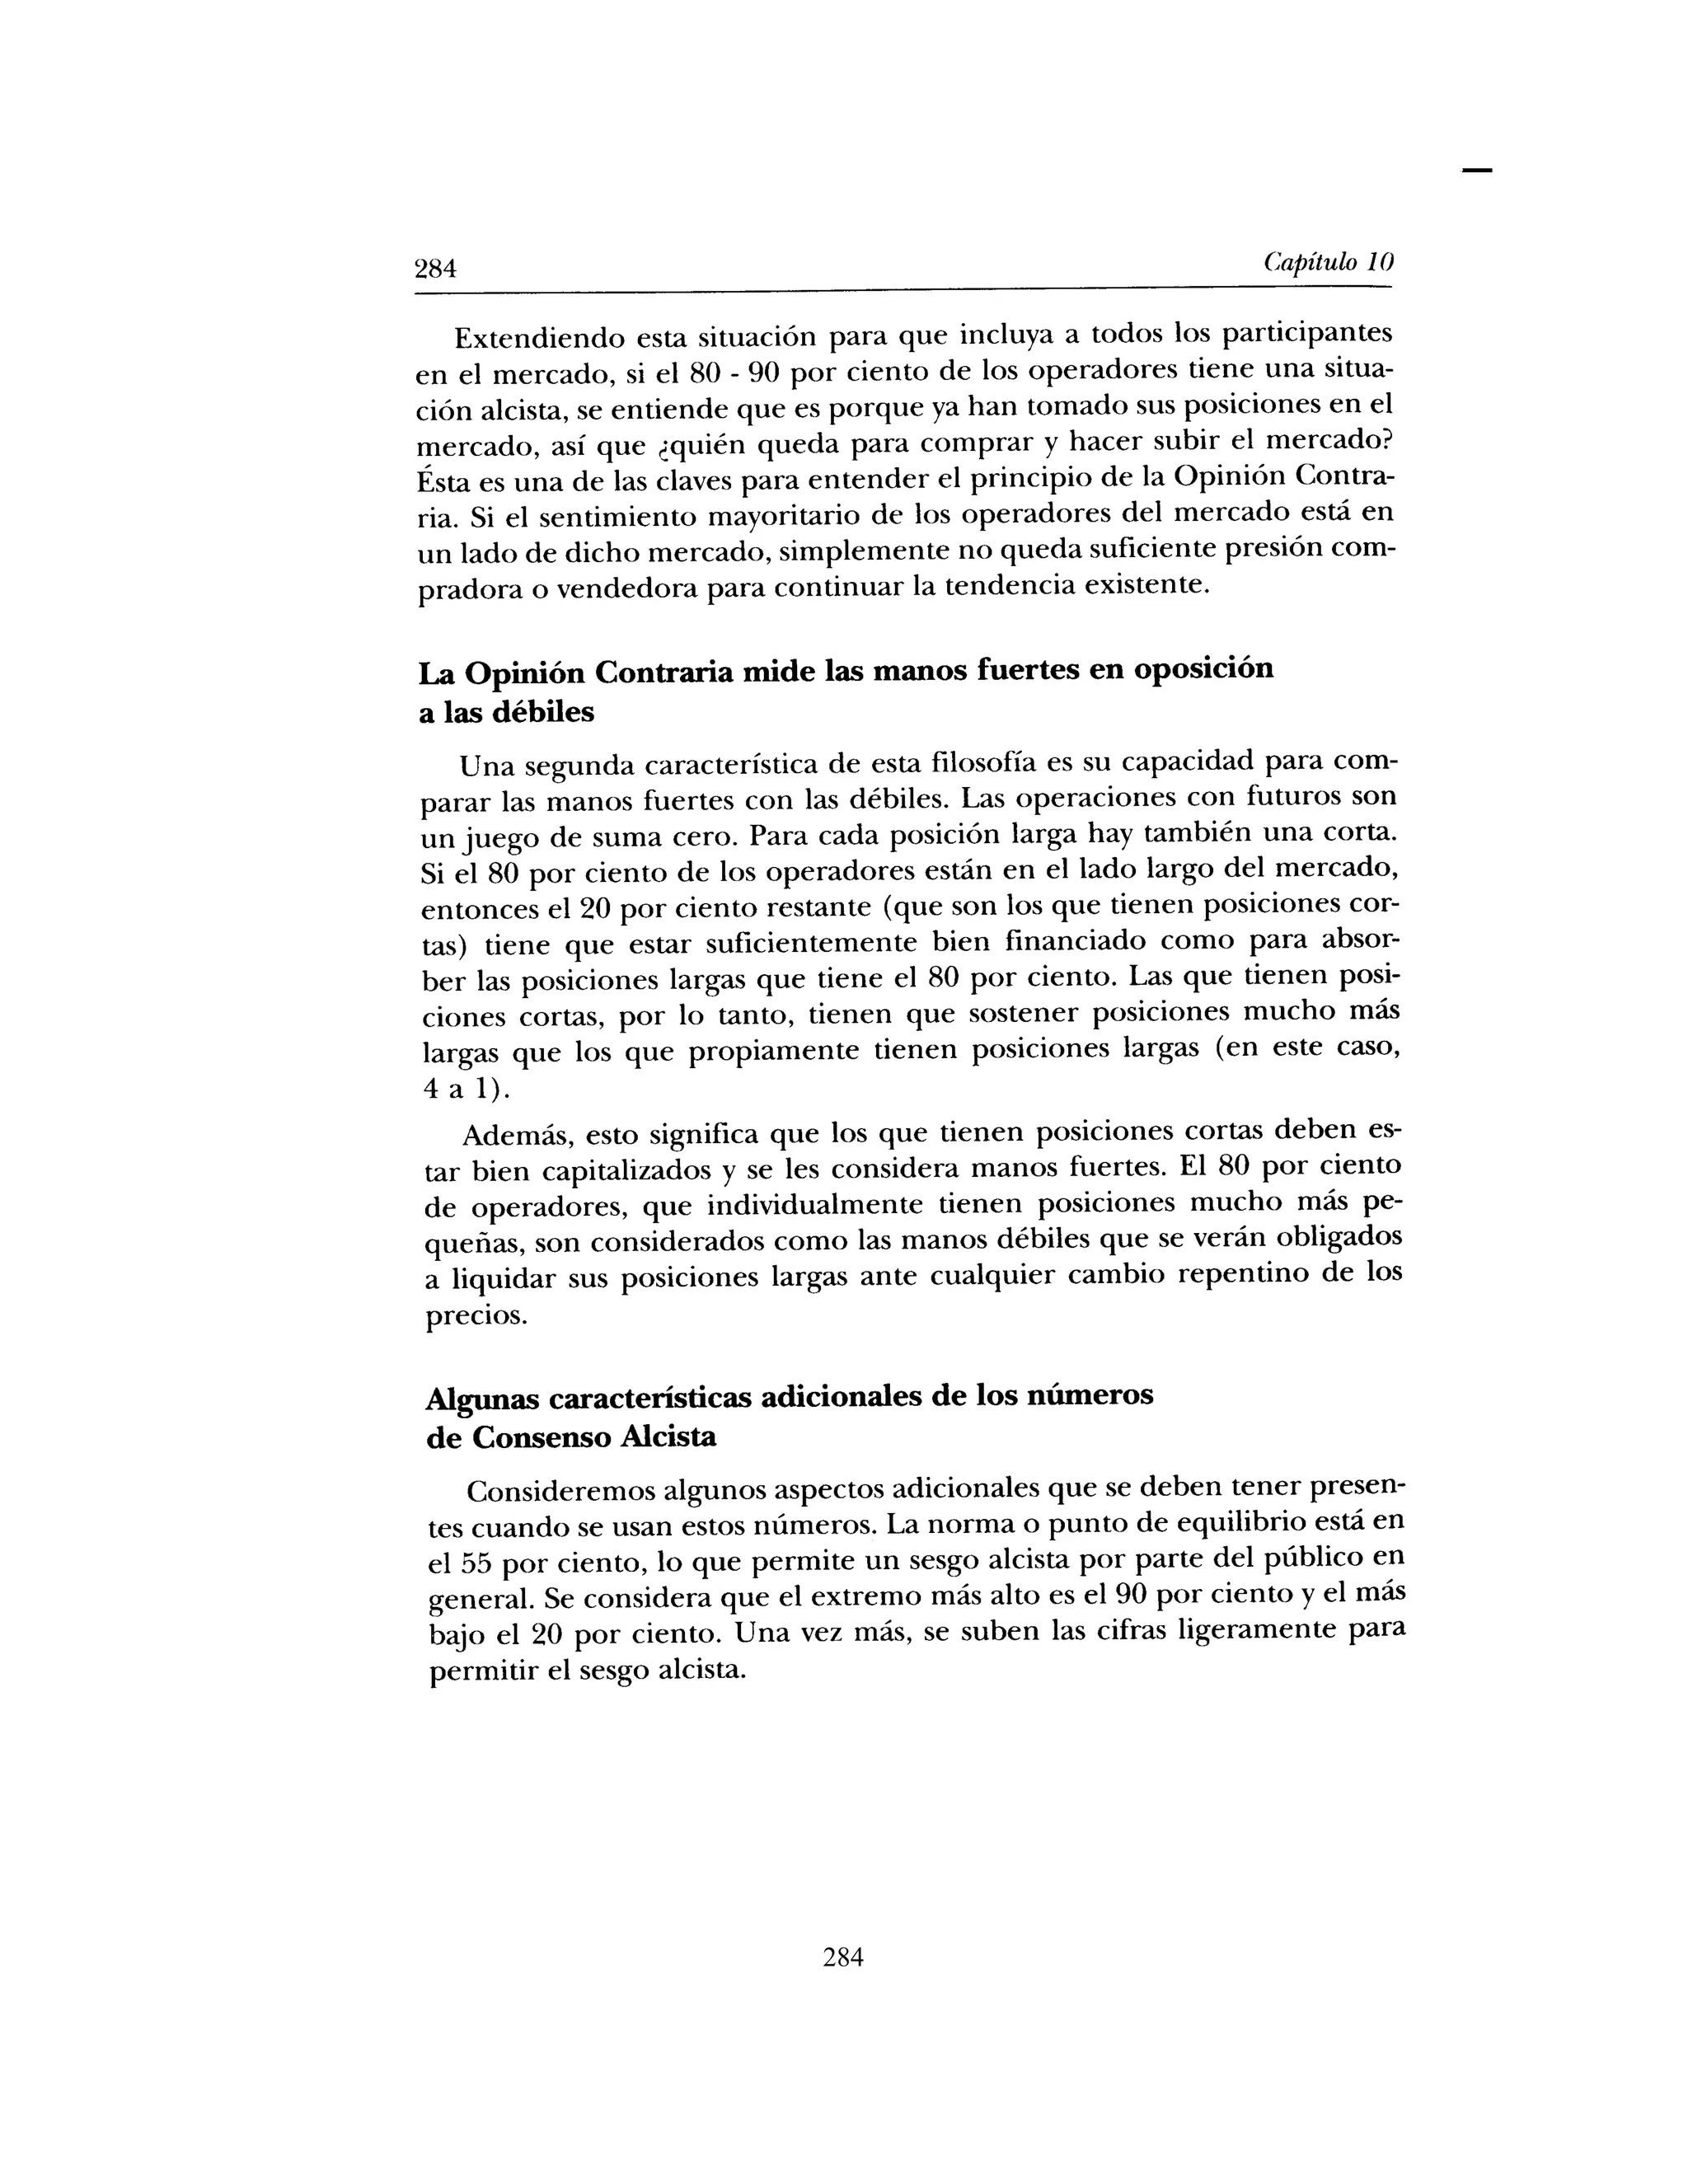 284 Capítulo 10
Extendiendo esta situación para que incluya a todos los participantes
en el mercado, si el 80 - 90 por ciento de los operadores tiene una situa-
ción alcista, se entiende que es porque ya han tomado sus posiciones en el
mercado, así que ¿quién queda para comprar y hacer subir el mercado?
Ésta es una de las claves para entender el principio de la Opinión Contra-
ria. Si el sentimiento mayoritario de los operadores del mercado está en
un lado de dicho mercado, simplemente no queda suficiente presión com-
pradora o vendedora para continuar la tendencia existente.
La Opinión Contraria mide las manos fuertes en oposición
a las débiles
Una segunda característica de esta filosofía es su capacidad para com-
parar las manos fuertes con las débiles. Las operaciones con futuros son
un juego de suma cero. Para cada posición larga hay también una corta.
Si el 80 por ciento de los operadores están en el lado largo del mercado,
entonces el 20 por ciento restante (que son los que tienen posiciones cor-
tas) tiene que estar suficientemente bien financiado como para absor-
ber las posiciones largas que tiene el 80 por ciento. Las que tienen posi-
ciones cortas, por lo tanto, tienen que sostener posiciones mucho más
largas que los que propiamente tienen posiciones largas (en este caso,
4 a 1).
Además, esto significa que los que tienen posiciones cortas deben es-
tar bien capitalizados y se les considera manos fuertes. El 80 por ciento
de operadores, que individualmente tienen posiciones mucho más pe-
queñas, son considerados como las manos débiles que se verán obligados
a liquidar sus posiciones largas ante cualquier cambio repentino de los
precios.
Algunas características adicionales de los números
de Consenso Alcista
Consideremos algunos aspectos adicionales que se deben tener presen-
tes cuando se usan estos números. La norma o punto de equilibrio está en
el 55 por ciento, lo que permite un sesgo alcista por parte del público en
general. Se considera que el extremo más alto es el 90 por ciento y el más
bajo el 20 por ciento. Una vez más, se suben las cifras ligeramente para
permitir el sesgo alcista.
284